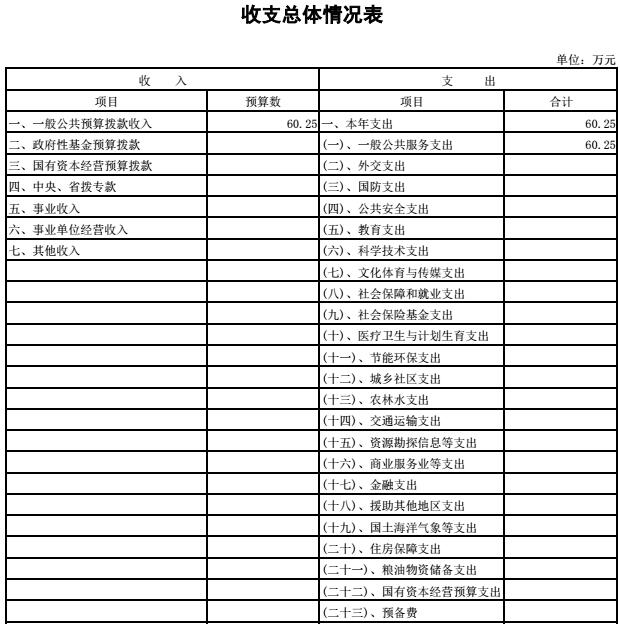 收支总体情况表
单位：万元
收 入 支 出
项目 预算数 项目 合计
一、一般公共预算拨款收入 60.25 一、本年支出 60.25
二、政府性基金预算拨款 (一)、一般公共服务支出 60.25
三、国有资本经营预算拨款 (二)、外交支出
四、中央、省拨专款 (三)、国防支出
五、事业收入 (四)、公共安全支出
六、事业单位经营收入 (五)、教育支出
七、其他收入 (六)、科学技术支出
(七)、文化体育与传媒支出
(八)、社会保障和就业支出
(九)、社会保险基金支出
(十)、医疗卫生与计划生育支出
(十一)、节能环保支出
(十二)、城乡社区支出
(十三)、农林水支出
(十四)、交通运输支出
(十五)、资源勘探信息等支出
(十六)、商业服务业等支出
(十七)、金融支出
(十八)、援助其他地区支出
(十九)、国土海洋气象等支出
(二十)、住房保障支出
(二十一)、粮油物资储备支出
(二十二)、国有资本经营预算支出
(二十三)、预备费